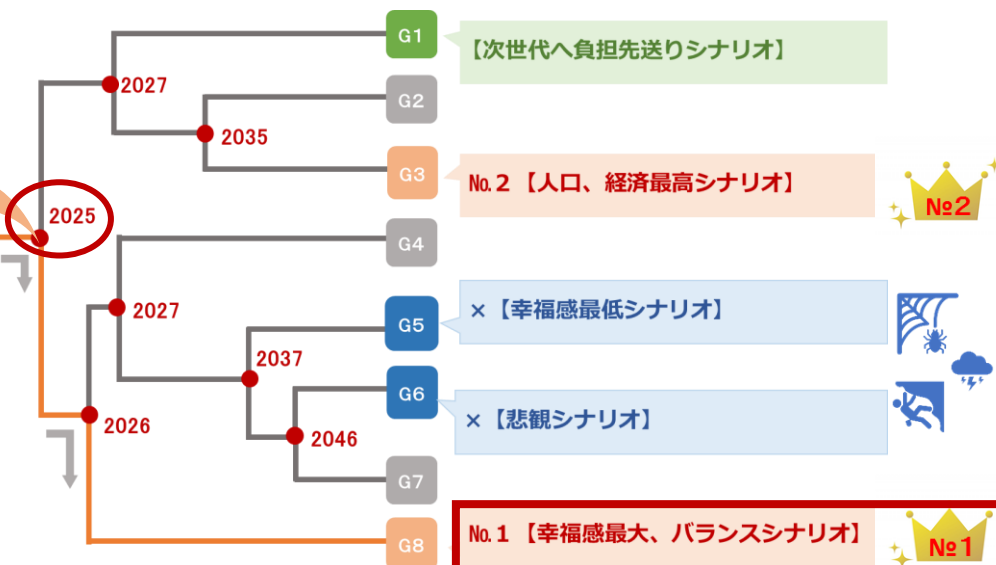 G1
【次世代へ負担先送りシナリオ】
2027
G2
2035
G3
№2 【人口、経済最高シナリオ】
№2
2025
G4
2027
G5
×【幸福感最低シナリオ】
2037
G6
×【悲観シナリオ】
2026
2046
G7
G8
№1 【幸福感最大、バランスシナリオ】
№1